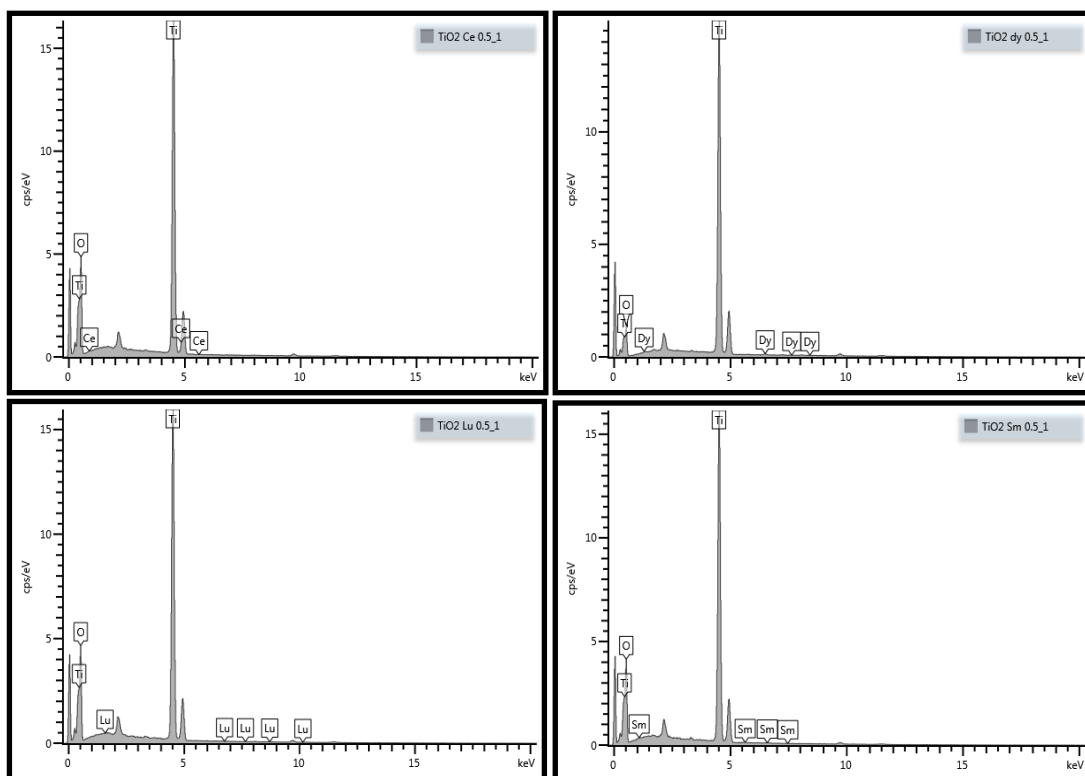 TiO2 Ce 0.5_1
cps/eV
15
10
5
0
Ti
O
Ti
Ce
Ce
Ce
0
5
10
15
keV
TiO2 dy 0.5_1
cps/eV
10
5
0
Ti
O
Dy
Dy
Dy
Dy
0
5
10
15
keV
TiO2 Lu 0.5_1
cps/eV
15
10
5
0
Ti
O
Ti
Lu
Lu
Lu
Lu
Lu
0
5
10
15
keV
TiO2 Sm 0.5_1
cps/eV
15
10
5
0
Ti
O
Ti
Sm
Sm
Sm
Sm
0
5
10
15
keV